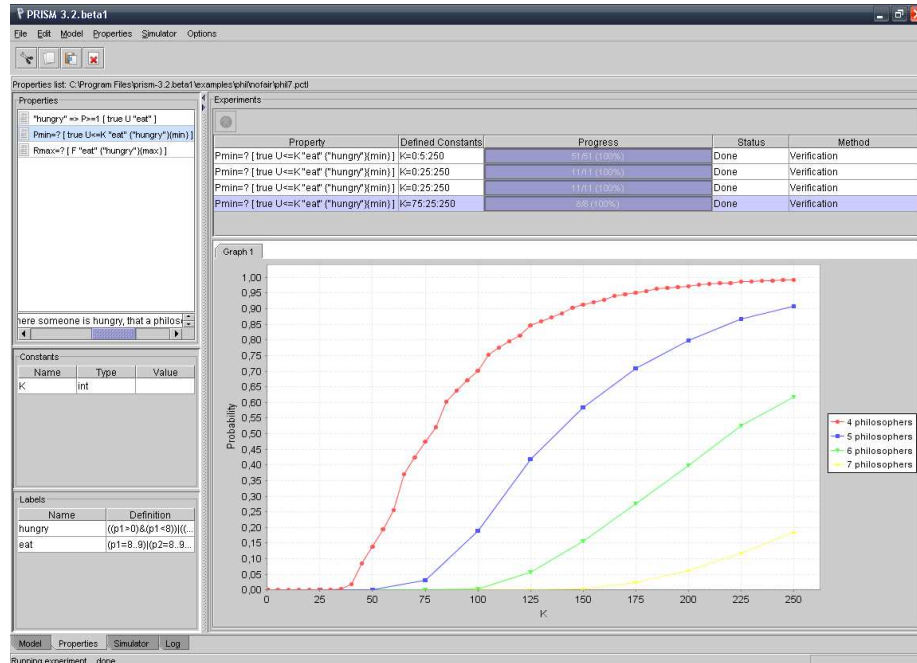 PRISM 3.2.beta1
File Edit Model Properties Simulator Options
Properties list: C:\Program Files\prism-3.2.beta1\examples\phil\nofair\phil7.pctl
Properties
"hungry" => P>=1 [ true U "eat" ]
Pmin=? [ true U<=K "eat" {"hungry"}{min} ]
Rmax=? [ F "eat" {"hungry"}{max} ]
here someone is hungry, that a philos
Constants
Name Type Value
K int
Labels
Name Definition
hungry ((p1>0)&(p1<8))|((...
eat (p1=8..9)|(p2=8..9...
Experiments
Property Defined Constants Progress Status Method
Pmin=? [ true U<=K "eat" {"hungry"}{min} ] K=0:5:250 51/51 (100%) Done Verification
Pmin=? [ true U<=K "eat" {"hungry"}{min} ] K=0:25:250 11/11 (100%) Done Verification
Pmin=? [ true U<=K "eat" {"hungry"}{min} ] K=0:25:250 11/11 (100%) Done Verification
Pmin=? [ true U<=K "eat" {"hungry"}{min} ] K=75:25:250 8/8 (100%) Done Verification
Graph 1
1,00
0,95
0,90
0,85
0,80
0,75
0,70
0,65
0,60
0,55
0,50
0,45
0,40
0,35
0,30
0,25
0,20
0,15
0,10
0,05
0,00
Probability
0 25 50 75 100 125 150 175 200 225 250
K
4 philosophers
5 philosophers
6 philosophers
7 philosophers
Model Properties Simulator Log
Running experiment... done.